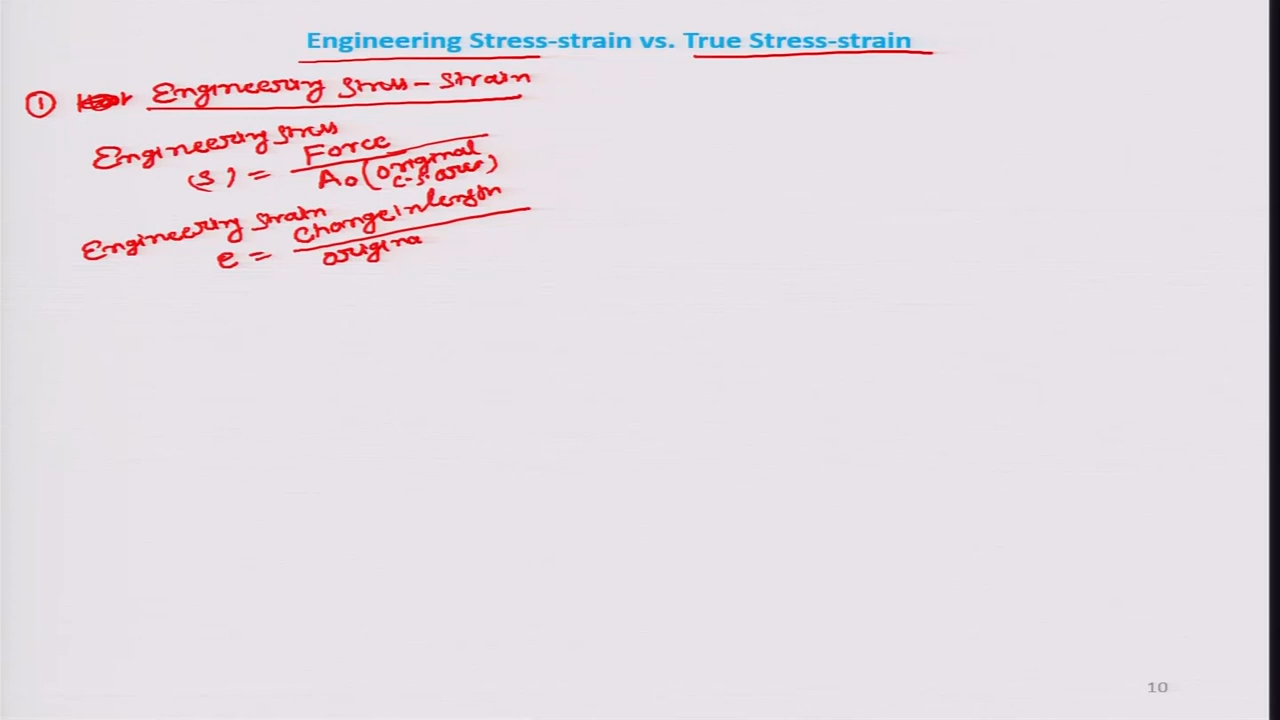 Engineering Stress-strain vs. True Stress-strain
① Engineering Stress - Strain
Engineering Stress
(s) = Force
A₀ (original
c-s. area)
Engineering Strain
e = Change in length
origina
10